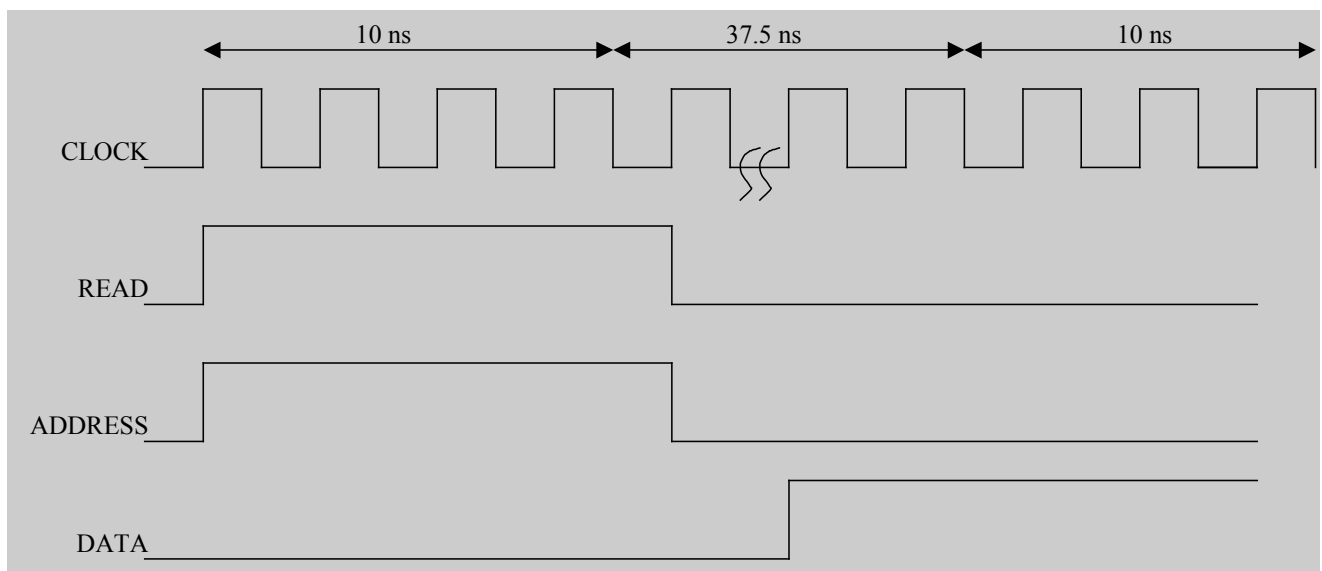 10 ns 37.5 ns 10 ns
CLOCK
READ
ADDRESS
DATA